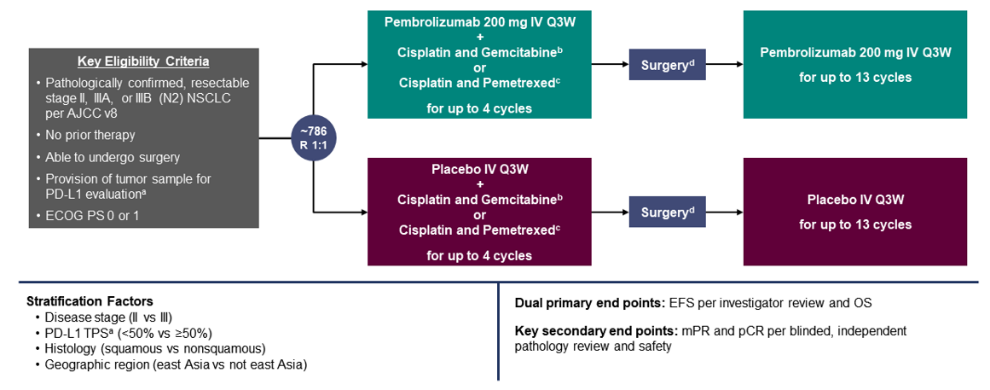 Key Eligibility Criteria
• Pathologically confirmed, resectable
stage II, IIIA, or IIIB (N2) NSCLC
per AJCC v8
• No prior therapy
• Able to undergo surgery
• Provision of tumor sample for
PD-L1 evaluationᵃ
• ECOG PS 0 or 1
~786
R 1:1
Pembrolizumab 200 mg IV Q3W
+
Cisplatin and Gemcitabineᵇ
or
Cisplatin and Pemetrexedᶜ
for up to 4 cycles
Surgeryᵈ
Pembrolizumab 200 mg IV Q3W
for up to 13 cycles
Placebo IV Q3W
+
Cisplatin and Gemcitabineᵇ
or
Cisplatin and Pemetrexedᶜ
for up to 4 cycles
Surgeryᵈ
Placebo IV Q3W
for up to 13 cycles
Stratification Factors
• Disease stage (II vs III)
• PD-L1 TPSᵃ (<50% vs ≥50%)
• Histology (squamous vs nonsquamous)
• Geographic region (east Asia vs not east Asia)
Dual primary end points: EFS per investigator review and OS
Key secondary end points: mPR and pCR per blinded, independent
pathology review and safety